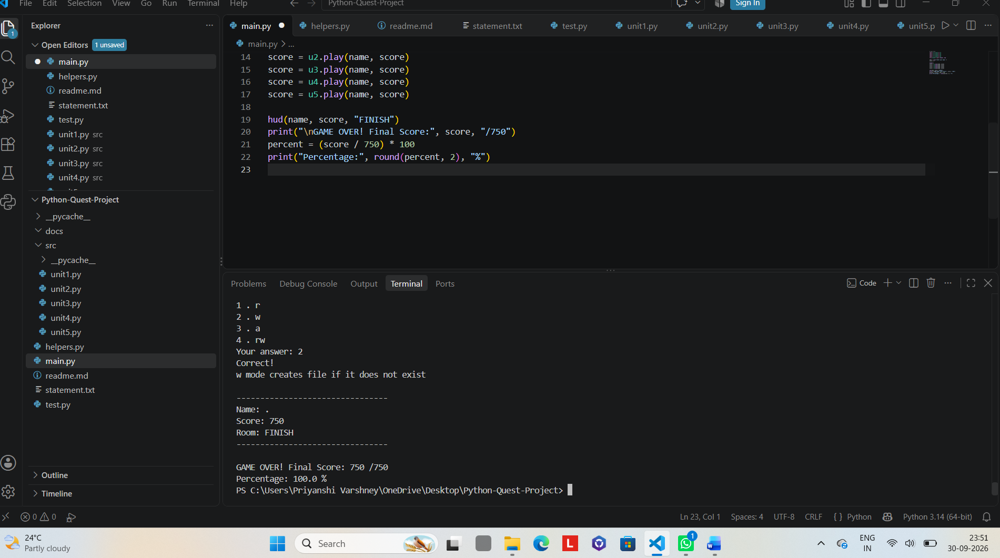 File Edit Selection View Go Run Terminal Help
Python-Quest-Project
Sign In
Explorer
Open Editors 1 unsaved
main.py
helpers.py
readme.md
statement.txt
test.py
unit1.py src
unit2.py src
unit3.py src
unit4.py src
Python-Quest-Project
__pycache__
docs
src
__pycache__
unit1.py
unit2.py
unit3.py
unit4.py
unit5.py
helpers.py
main.py
readme.md
statement.txt
test.py
Outline
Timeline
main.py helpers.py readme.md statement.txt test.py unit1.py unit2.py unit3.py unit4.py unit5.p
main.py > ...
14 score = u2.play(name, score)
15 score = u3.play(name, score)
16 score = u4.play(name, score)
17 score = u5.play(name, score)
18
19 hud(name, score, "FINISH")
20 print("\nGAME OVER! Final Score:", score, "/750")
21 percent = (score / 750) * 100
22 print("Percentage:", round(percent, 2), "%")
23
Problems Debug Console Output Terminal Ports
Code
1 . r
2 . w
3 . a
4 . rw
Your answer: 2
Correct!
w mode creates file if it does not exist
--------------------------------
Name: .
Score: 750
Room: FINISH
--------------------------------
GAME OVER! Final Score: 750 /750
Percentage: 100.0 %
PS C:\Users\Priyanshi Varshney\OneDrive\Desktop\Python-Quest-Project>
0 0
Ln 23, Col 1 Spaces: 4 UTF-8 CRLF { } Python Python 3.14 (64-bit)
24°C
Partly cloudy
Search
L
1
W
ENG
IN
23:51
30-09-2026